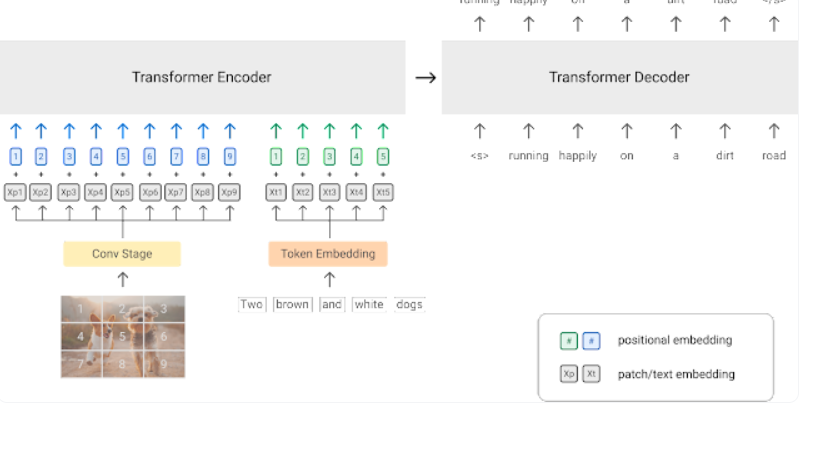 running happily on a dirt road </s>
Transformer Encoder
Transformer Decoder
1 2 3 4 5 6 7 8 9
1 2 3 4 5
<s> running happily on a dirt road
Xp1 Xp2 Xp3 Xp4 Xp5 Xp6 Xp7 Xp8 Xp9
Xt1 Xt2 Xt3 Xt4 Xt5
Conv Stage
Token Embedding
Two brown and white dogs
1 2 3
4 5 6
7 8 9
# # positional embedding
Xp Xt patch/text embedding